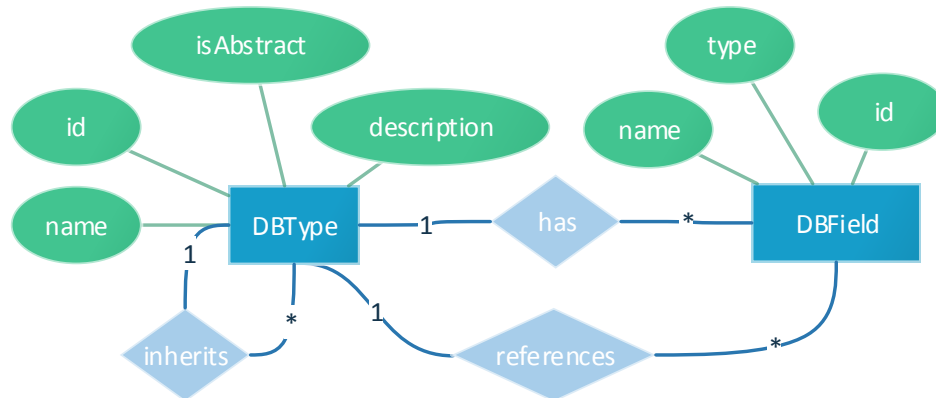 isAbstract
type
id
description
name
id
name
DBType
1
has
*
DBField
1
*
1
*
inherits
references